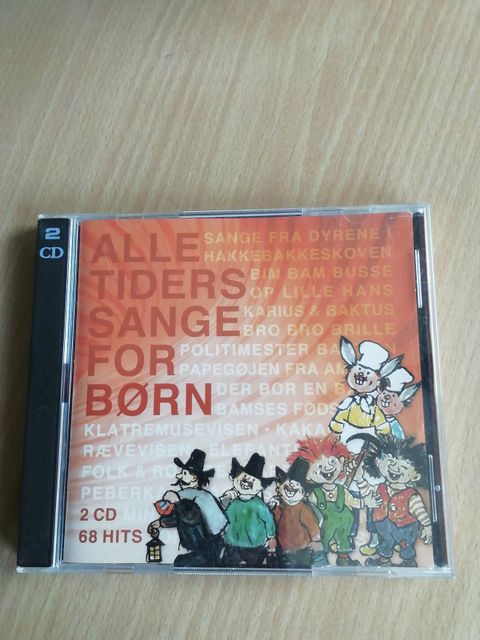 2
CD
ALLE
TIDERS
SANGE
FOR
BØRN
SANGE FRA DYRENE I
HAKKEBAKKESKOVEN
BIM BAM BUSSE
OP LILLE HANS
KARIUS & BAKTUS
BRO BRO BRILLE
POLITIMESTER BA
PAPEGØJEN FRA AM
DER BOR EN B
BAMSES FØDS
KLATREMUSEVISEN · KAKA
RÆVEVISEN · ELEFANT
FOLK & RØ
PEBERKA
2 CD
68 HITS